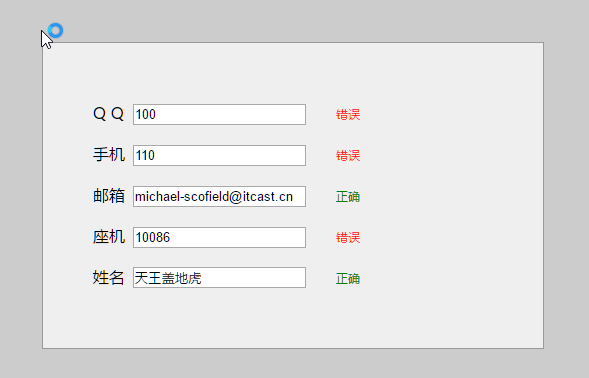 Q Q 100 错误
手机 110 错误
邮箱 michael-scofield@itcast.cn 正确
座机 10086 错误
姓名 天王盖地虎 正确